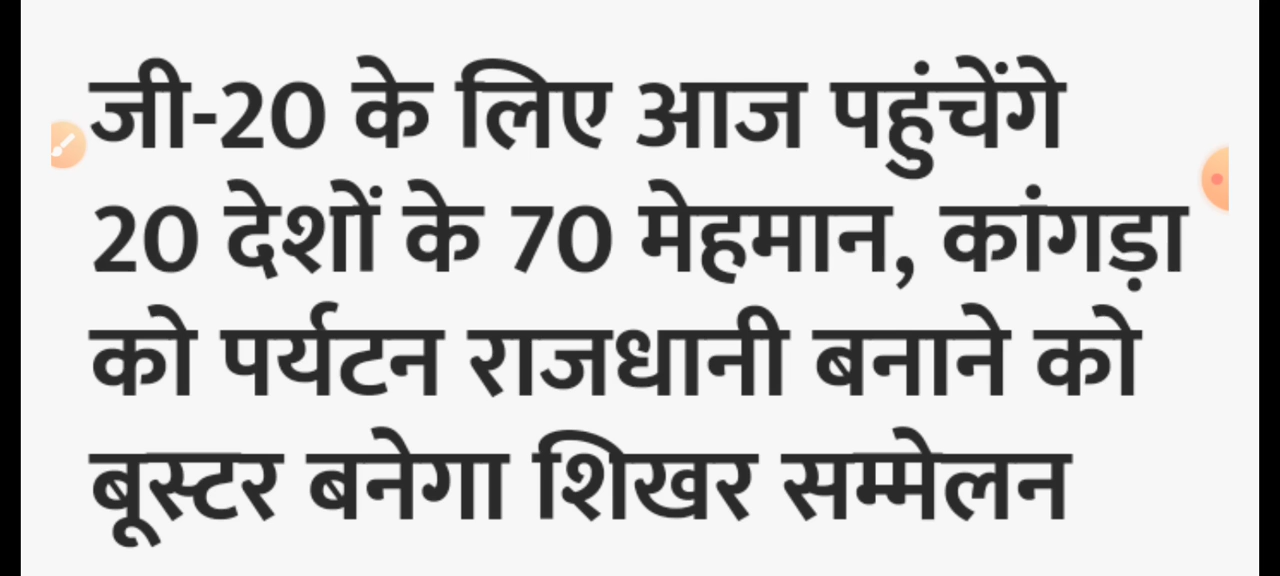 जी-20 के लिए आज पहुंचेंगे
20 देशों के 70 मेहमान, कांगड़ा
को पर्यटन राजधानी बनाने को
बूस्टर बनेगा शिखर सम्मेलन